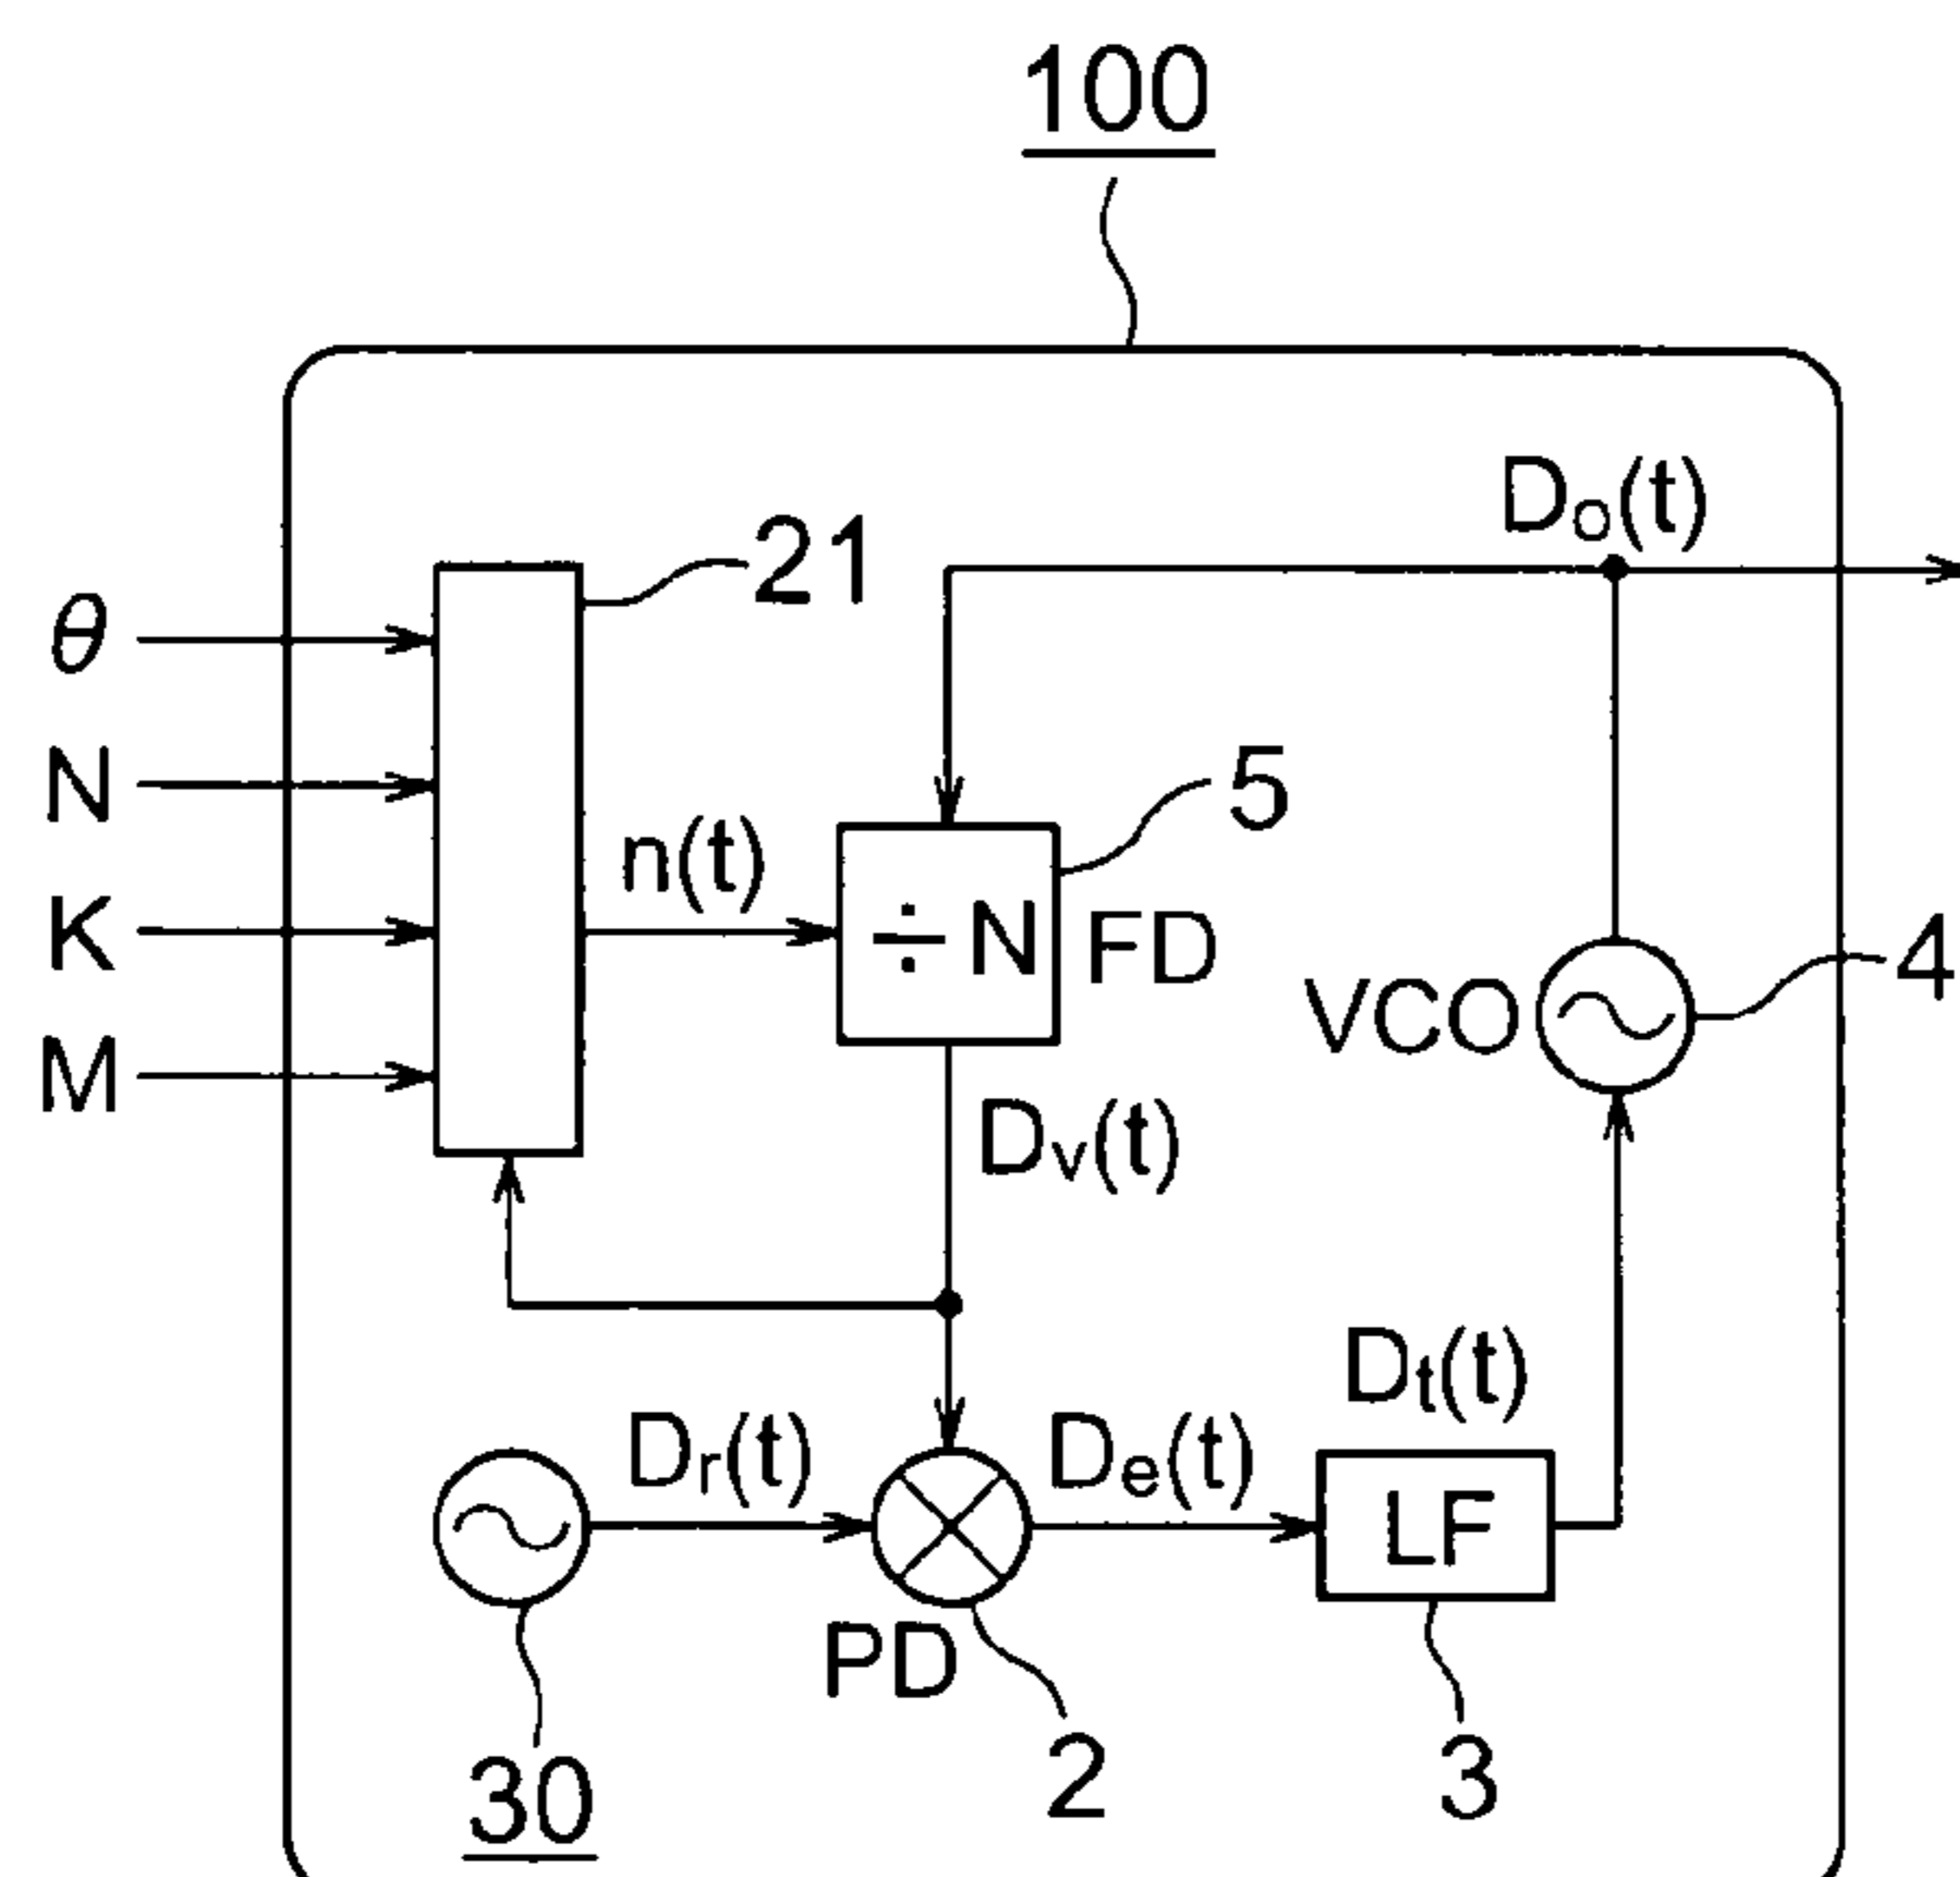 100
Dₒ(t)
21
θ
N
5
n(t)
K
÷N
FD
4
VCO
M
Dᵥ(t)
Dₜ(t)
Dᵣ(t)
Dₑ(t)
LF
PD
2
3
30